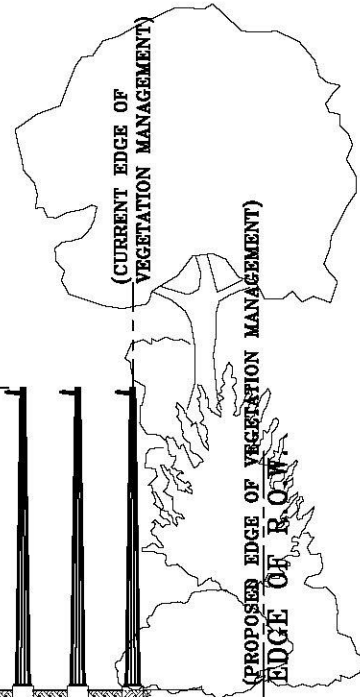 (CURRENT EDGE OF
VEGETATION MANAGEMENT)
(PROPOSED EDGE OF VEGETATION MANAGEMENT)
EDGE OF R.O.W.